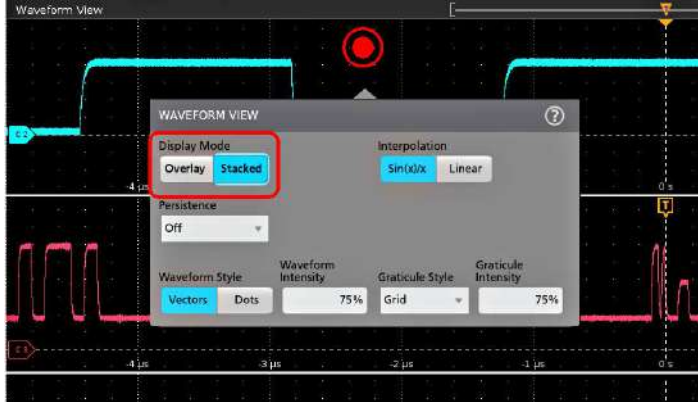 Waveform View
WAVEFORM VIEW
Display Mode
Interpolation
Overlay Stacked
Sin(x)/x Linear
C2
-4 µs
0 s
Persistence
Off
T
Waveform Style
Waveform Intensity
Graticule Style
Graticule Intensity
Vectors Dots
75%
Grid
75%
C3
-4 µs -3 µs -2 µs -1 µs 0 s